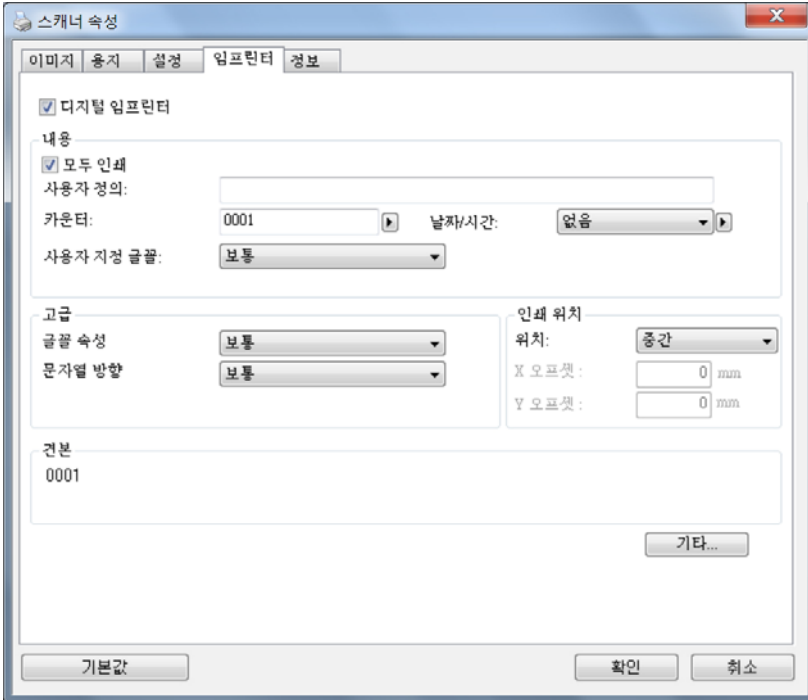 스캐너 속성
이미지 용지 설정 임프린터 정보
디지털 임프린터
내용
모두 인쇄
사용자 정의:
카운터: 0001 날짜/시간: 없음
사용자 지정 글꼴: 보통
고급 인쇄 위치
글꼴 속성 보통 위치: 중간
문자열 방향 보통 X 오프셋 : 0 mm
Y 오프셋 : 0 mm
견본
0001
기타...
기본값 확인 취소